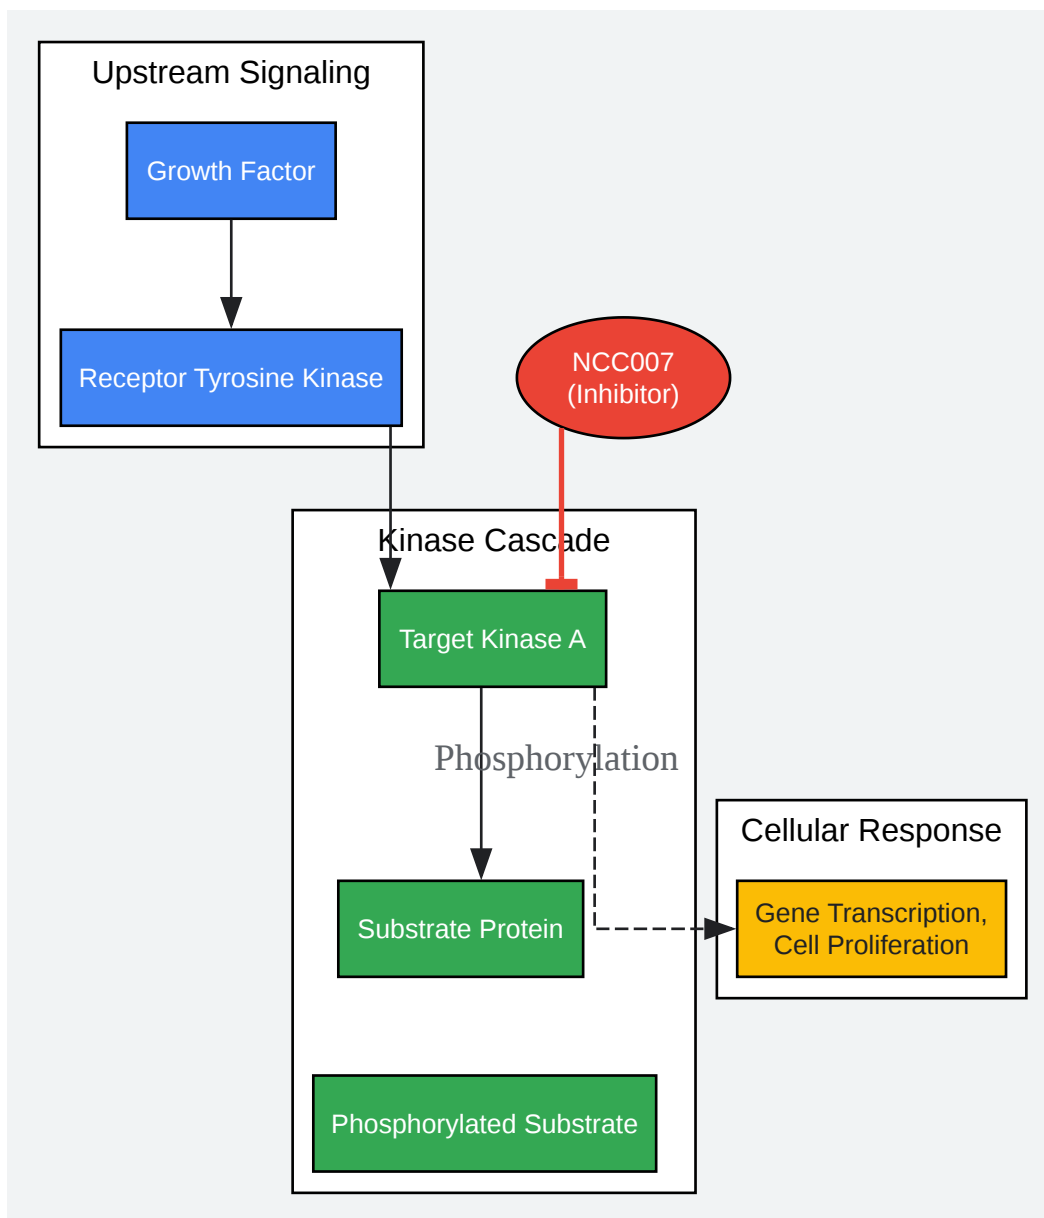 Upstream Signaling
Growth Factor
Receptor Tyrosine Kinase
NCC007
(Inhibitor)
Kinase Cascade
Target Kinase A
Phosphorylation
Substrate Protein
Phosphorylated Substrate
Cellular Response
Gene Transcription,
Cell Proliferation